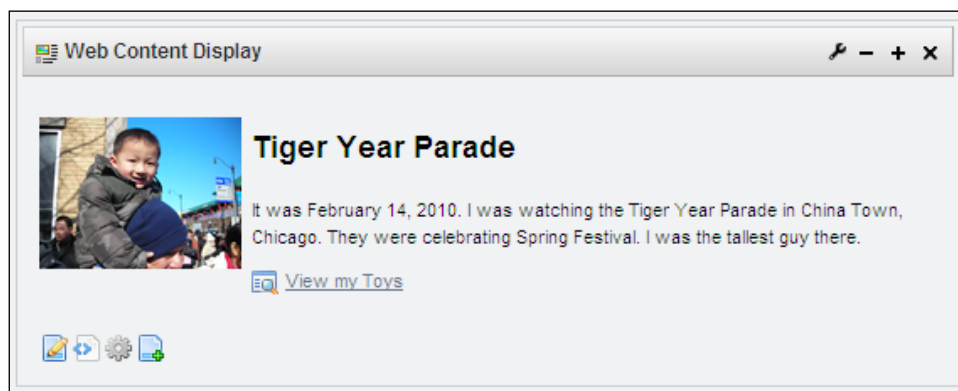 Web Content Display
Tiger Year Parade
It was February 14, 2010. I was watching the Tiger Year Parade in China Town,
Chicago. They were celebrating Spring Festival. I was the tallest guy there.
View my Toys